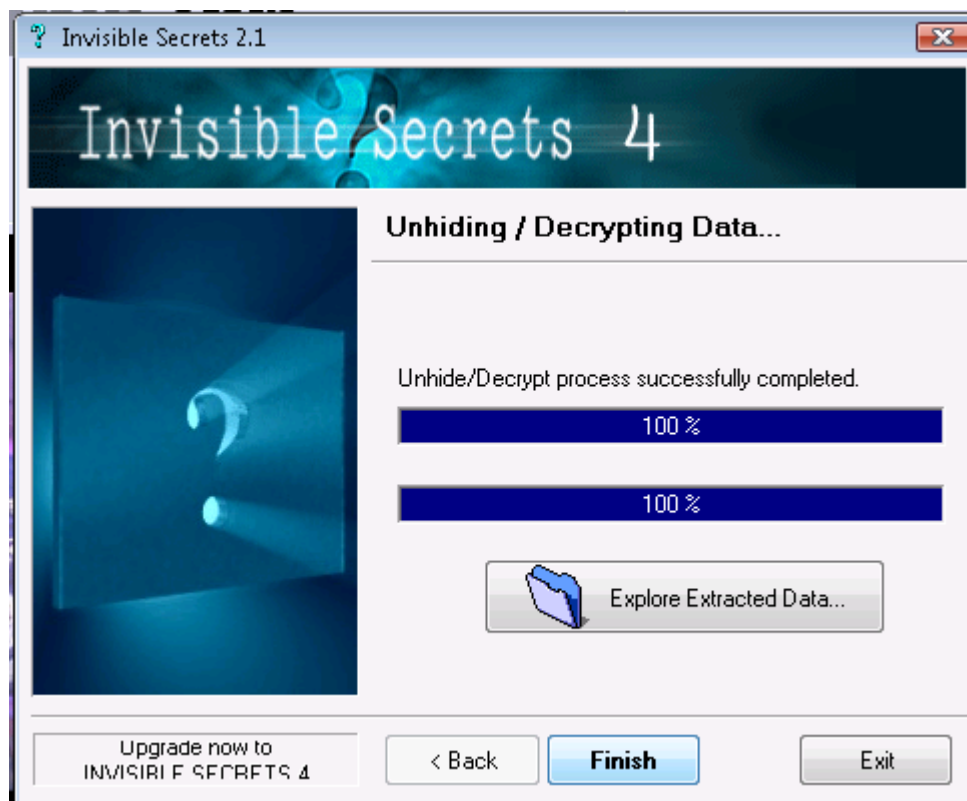 Invisible Secrets 2.1
Invisible Secrets 4
Unhiding / Decrypting Data...
Unhide/Decrypt process successfully completed.
100 %
100 %
Explore Extracted Data...
Upgrade now to
INVISIBLE SECRETS 4
< Back
Finish
Exit